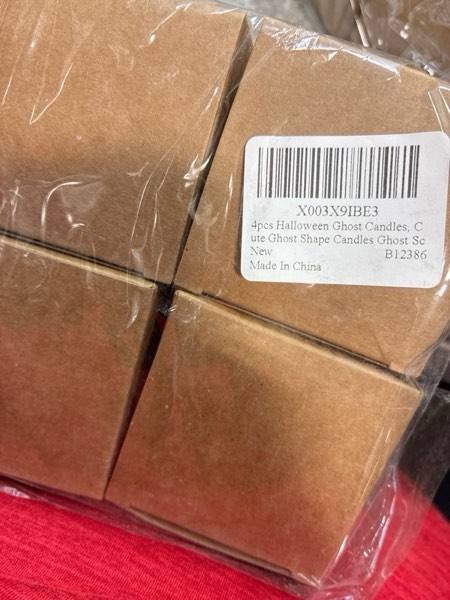 X003X9IBE3
4pcs Halloween Ghost Candles, C
ute Ghost Shape Candles Ghost Sc
New B12386
Made In China